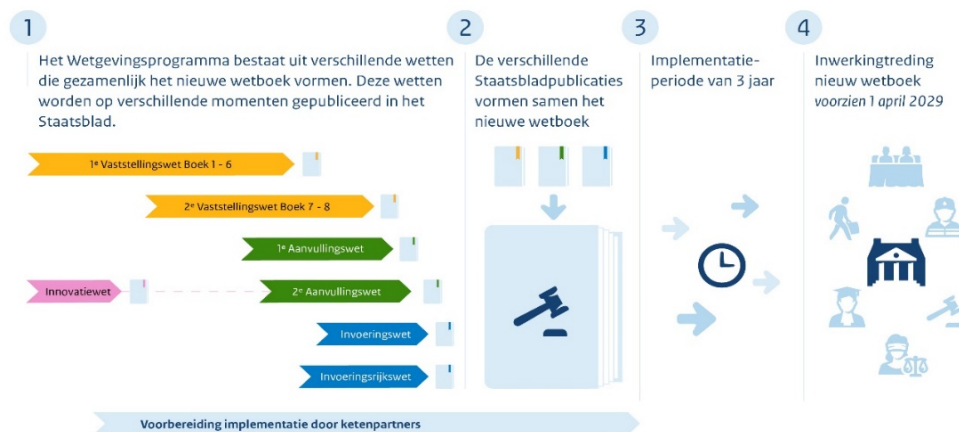 1
Het Wetgevingsprogramma bestaat uit verschillende wetten
die gezamenlijk het nieuwe wetboek vormen. Deze wetten
worden op verschillende momenten gepubliceerd in het
Staatsblad.
1e Vaststellingswet Boek 1 - 6
2e Vaststellingswet Boek 7 - 8
1e Aanvullingswet
Innovatiewet
2e Aanvullingswet
Invoeringswet
Invoeringsrijkswet
Voorbereiding implementatie door ketenpartners
2
De verschillende
Staatsbladpublicaties
vormen samen het
nieuwe wetboek
3
Implementatie-
periode van 3 jaar
4
Inwerkingtreding
nieuw wetboek
voorzien 1 april 2029